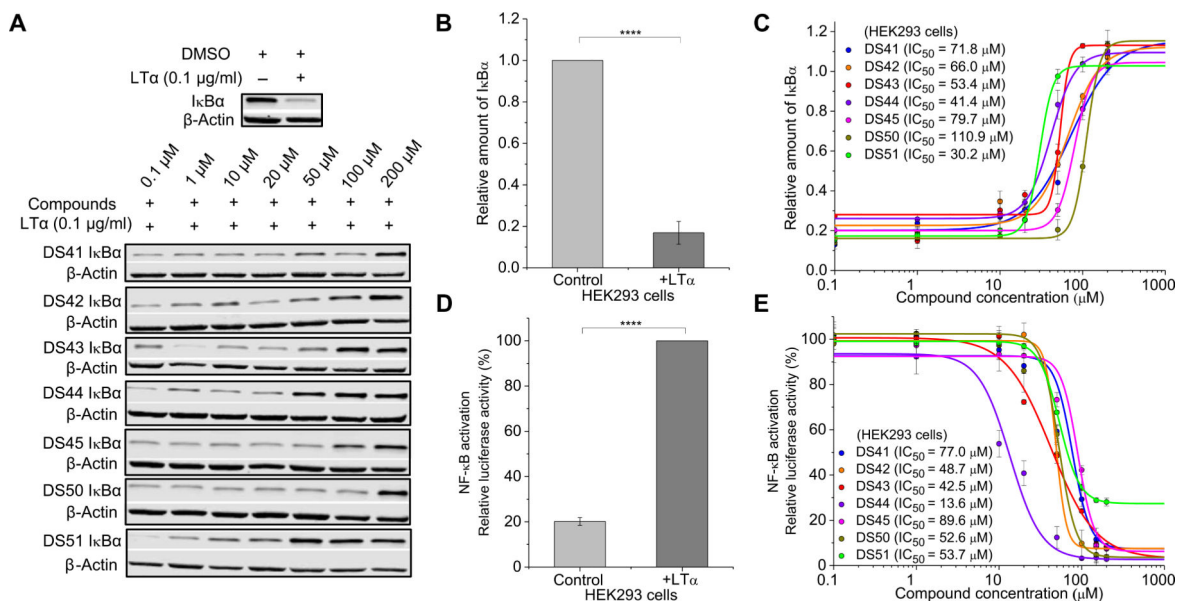 A
DMSO + +
LTα (0.1 µg/ml) – +
IκBα
β-Actin
0.1 µM 1 µM 10 µM 20 µM 50 µM 100 µM 200 µM
Compounds + + + + + + +
LTα (0.1 µg/ml) + + + + + + +
DS41 IκBα
β-Actin
DS42 IκBα
β-Actin
DS43 IκBα
β-Actin
DS44 IκBα
β-Actin
DS45 IκBα
β-Actin
DS50 IκBα
β-Actin
DS51 IκBα
β-Actin
B
Relative amount of IκBα
1.2
1.0
0.8
0.6
0.4
0.2
0.0
****
Control +LTα
HEK293 cells
C
Relative amount of IκBα
1.2
1.0
0.8
0.6
0.4
0.2
0.0
(HEK293 cells)
DS41 (IC50 = 71.8 µM)
DS42 (IC50 = 66.0 µM)
DS43 (IC50 = 53.4 µM)
DS44 (IC50 = 41.4 µM)
DS45 (IC50 = 79.7 µM)
DS50 (IC50 = 110.9 µM)
DS51 (IC50 = 30.2 µM)
0.1 1 10 100 1000
Compound concentration (µM)
D
NF-κB activation
Relative luciferase activity (%)
100
80
60
40
20
0
****
Control +LTα
HEK293 cells
E
NF-κB activation
Relative luciferase activity (%)
100
80
60
40
20
0
(HEK293 cells)
DS41 (IC50 = 77.0 µM)
DS42 (IC50 = 48.7 µM)
DS43 (IC50 = 42.5 µM)
DS44 (IC50 = 13.6 µM)
DS45 (IC50 = 89.6 µM)
DS50 (IC50 = 52.6 µM)
DS51 (IC50 = 53.7 µM)
0.1 1 10 100 1000
Compound concentration (µM)